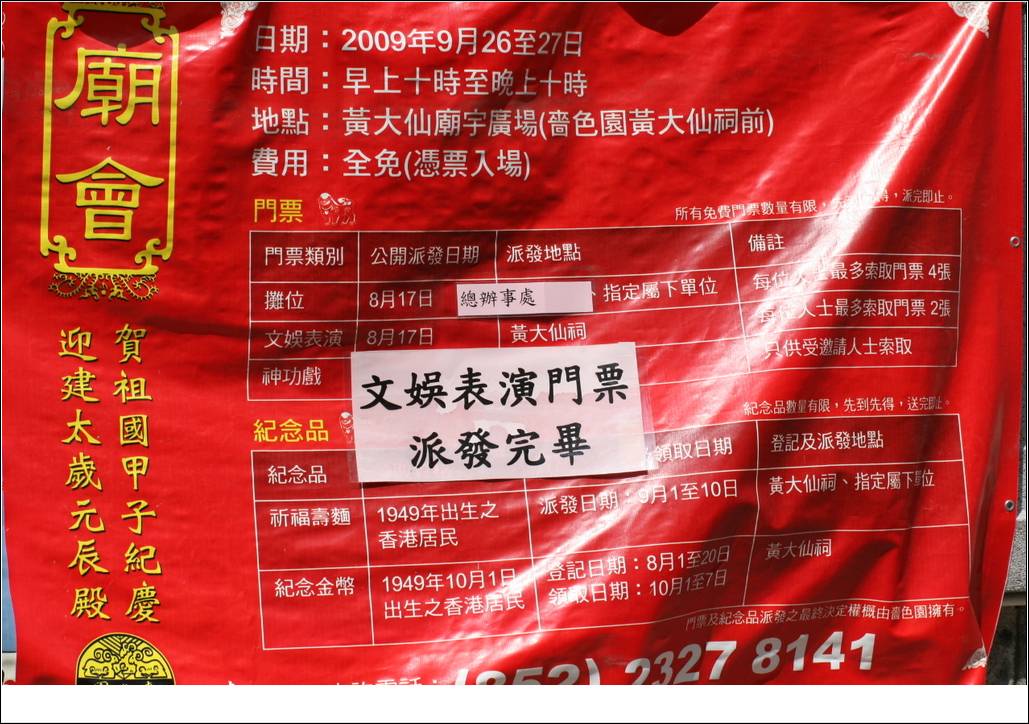 廟會
賀祖國甲子紀慶
迎建太歲元辰殿
日期：2009年9月26至27日
時間：早上十時至晚上十時
地點：黃大仙廟宇廣場(嗇色園黃大仙祠前)
費用：全免(憑票入場)
門票
所有免費門票數量有限，先到先得，派完即止。
門票類別 公開派發日期 派發地點 備註
攤位 8月17日 總辦事處 、指定屬下單位 每位人士最多索取門票 4張
文娛表演 8月17日 黃大仙祠 每位人士最多索取門票 2張
神功戲 只供受邀請人士索取
文娛表演門票
派發完畢
紀念品
紀念品數量有限，先到先得，送完即止。
紀念品 領取日期 登記及派發地點
祈福壽麵 1949年出生之 派發日期：9月1至10日 黃大仙祠、指定屬下單位
香港居民
紀念金幣 1949年10月1日 登記日期：8月1至20日 黃大仙祠
出生之香港居民 領取日期：10月1至7日
門票及紀念品派發之最終決定權概由嗇色園擁有。
電話：(852) 2327 8141